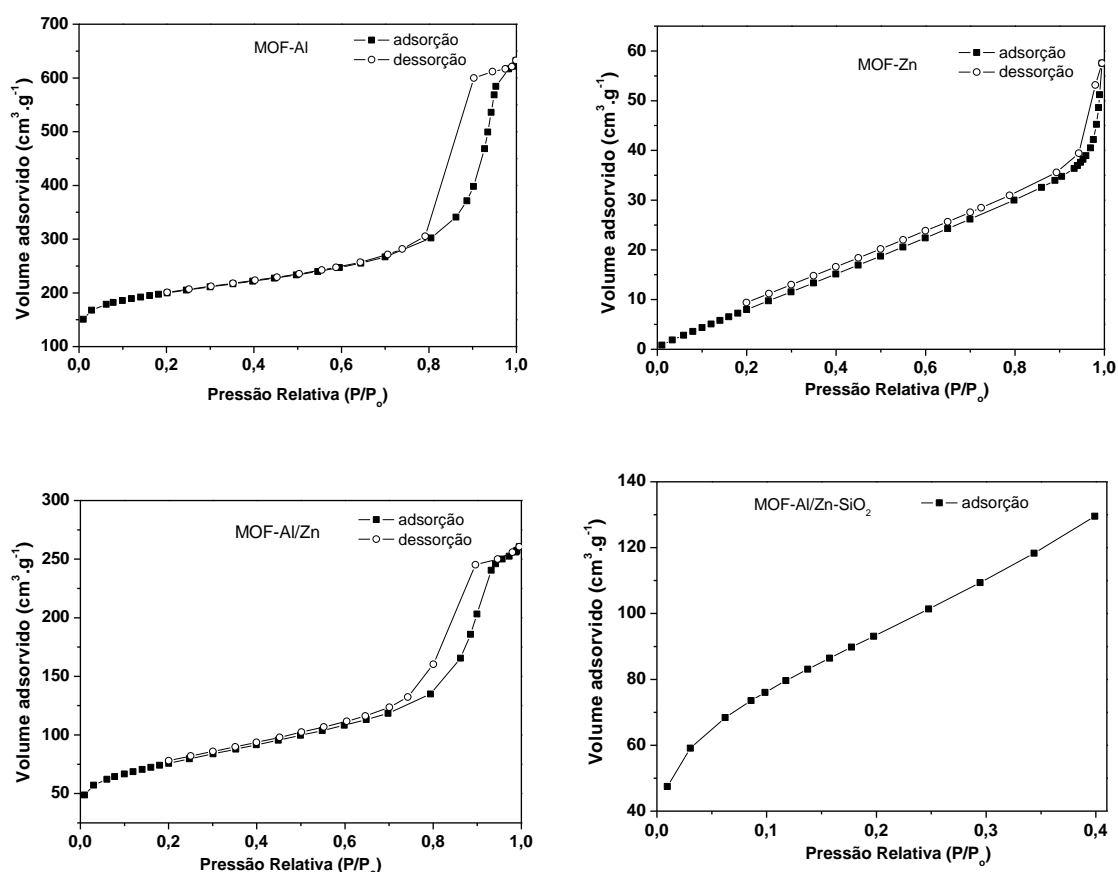 MOF-Al
adsorção
dessorção
Volume adsorvido (cm³.g⁻¹)
700
600
500
400
300
200
100
0,0 0,2 0,4 0,6 0,8 1,0
Pressão Relativa (P/Pₒ)
MOF-Zn
adsorção
dessorção
Volume adsorvido (cm³.g⁻¹)
60
50
40
30
20
10
0
0,0 0,2 0,4 0,6 0,8 1,0
Pressão Relativa (P/Pₒ)
MOF-Al/Zn
adsorção
dessorção
Volume adsorvido (cm³.g⁻¹)
300
250
200
150
100
50
0,0 0,2 0,4 0,6 0,8 1,0
Pressão Relativa (P/Pₒ)
MOF-Al/Zn-SiO₂
adsorção
Volume adsorvido (cm³.g⁻¹)
140
120
100
80
60
40
0,0 0,1 0,2 0,3 0,4
Pressão Relativa (P/Pₒ)